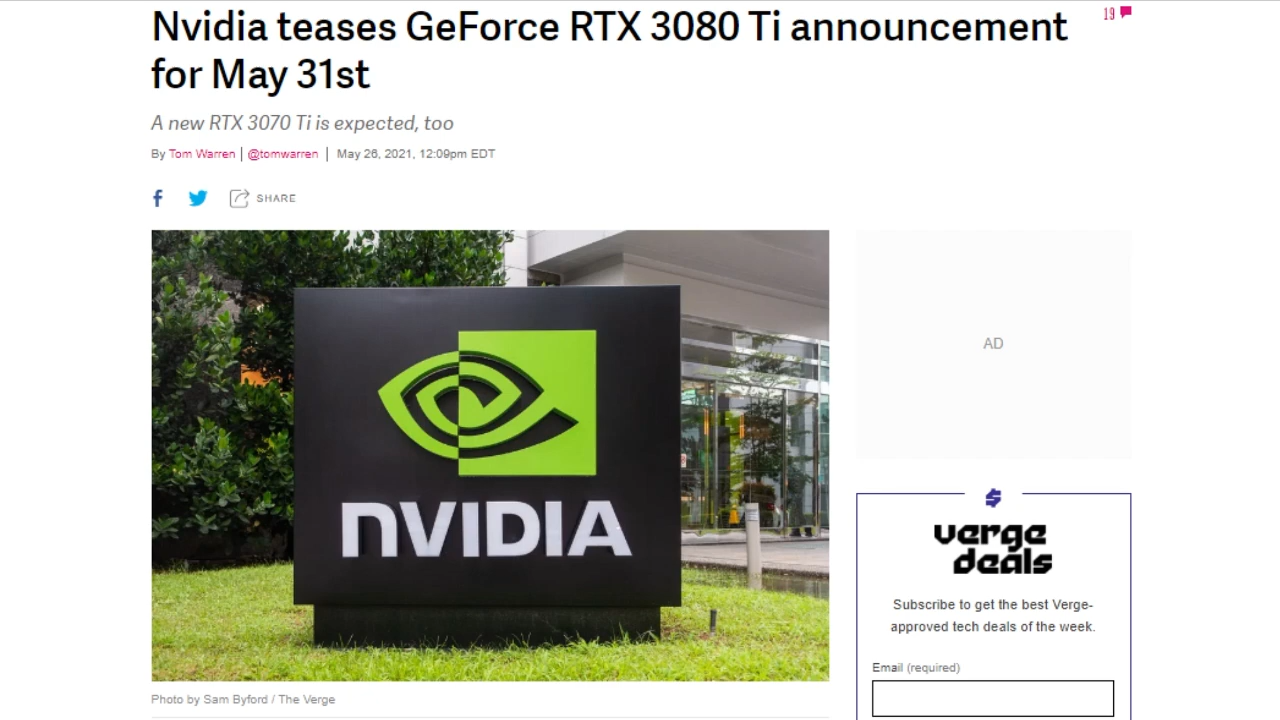 Nvidia teases GeForce RTX 3080 Ti announcement
for May 31st
19
A new RTX 3070 Ti is expected, too
By Tom Warren | @tomwarren | May 26, 2021, 12:09pm EDT
SHARE
NVIDIA
Photo by Sam Byford / The Verge
AD
$
verge
deals
Subscribe to get the best Verge-
approved tech deals of the week.
Email (required)